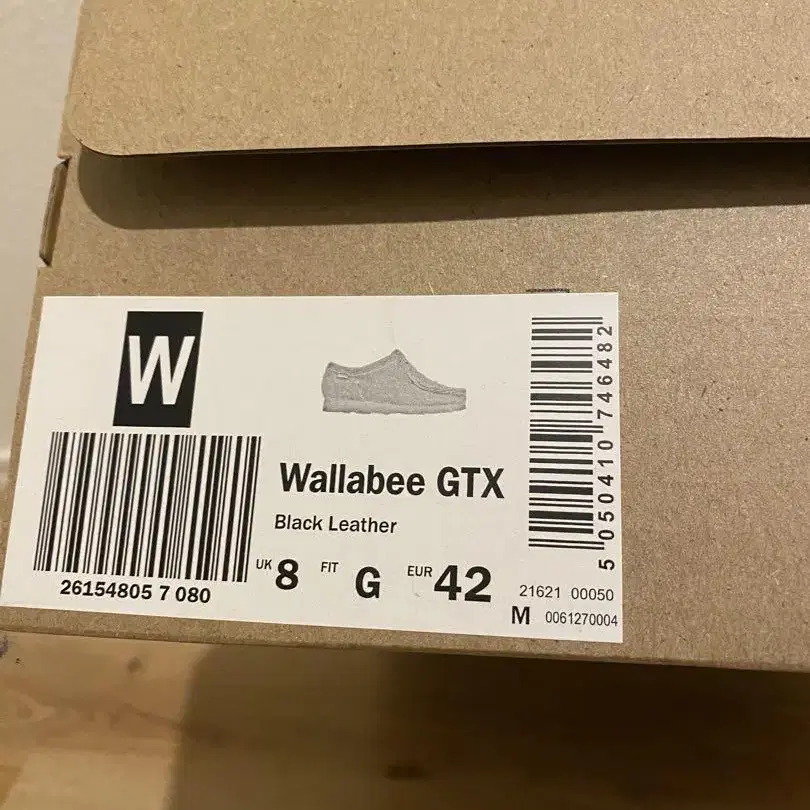 W
26154805 7 080
Wallabee GTX
Black Leather
UK 8 FIT G EUR 42
5 050410 746482
21621 00050
M 0061270004